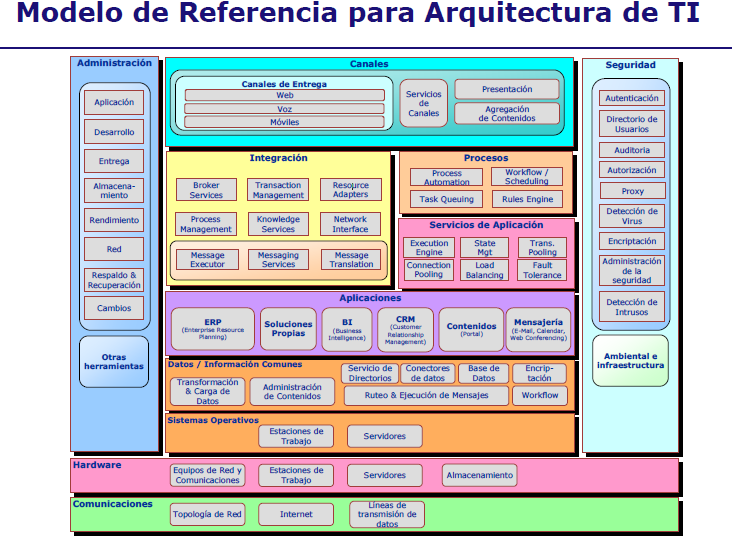 Modelo de Referencia para Arquitectura de TI
Administración
Aplicación
Desarrollo
Entrega
Almacena-
miento
Rendimiento
Red
Respaldo &
Recuperación
Cambios
Otras
herramientas
Canales
Canales de Entrega
Web
Voz
Móviles
Servicios
de
Canales
Presentación
Agregación
de Contenidos
Integración
Broker
Services
Transaction
Management
Resource
Adapters
Process
Management
Knowledge
Services
Network
Interface
Message
Executor
Messaging
Services
Message
Translation
Procesos
Process
Automation
Workflow /
Scheduling
Task Queuing
Rules Engine
Servicios de Aplicación
Execution
Engine
State
Mgt
Trans.
Pooling
Connection
Pooling
Load
Balancing
Fault
Tolerance
Aplicaciones
ERP
(Enterprise Resource
Planning)
Soluciones
Propias
BI
(Business
Intelligence)
CRM
(Customer
Relationship
Management)
Contenidos
(Portal)
Mensajería
(E-Mail, Calendar,
Web Conferencing)
Datos / Información Comunes
Transformación
& Carga de
Datos
Administración
de Contenidos
Servicio de
Directorios
Conectores
de datos
Base de
Datos
Encrip-
tación
Ruteo & Ejecución de Mensajes
Workflow
Sistemas Operativos
Estaciones de
Trabajo
Servidores
Seguridad
Autenticación
Directorio de
Usuarios
Auditoria
Autorización
Proxy
Detección de
Virus
Encriptación
Administración
de la
seguridad
Detección de
Intrusos
Ambiental e
infraestructura
Hardware
Equipos de Red y
Comunicaciones
Estaciones de
Trabajo
Servidores
Almacenamiento
Comunicaciones
Topología de Red
Internet
Líneas de
transmisión de
datos